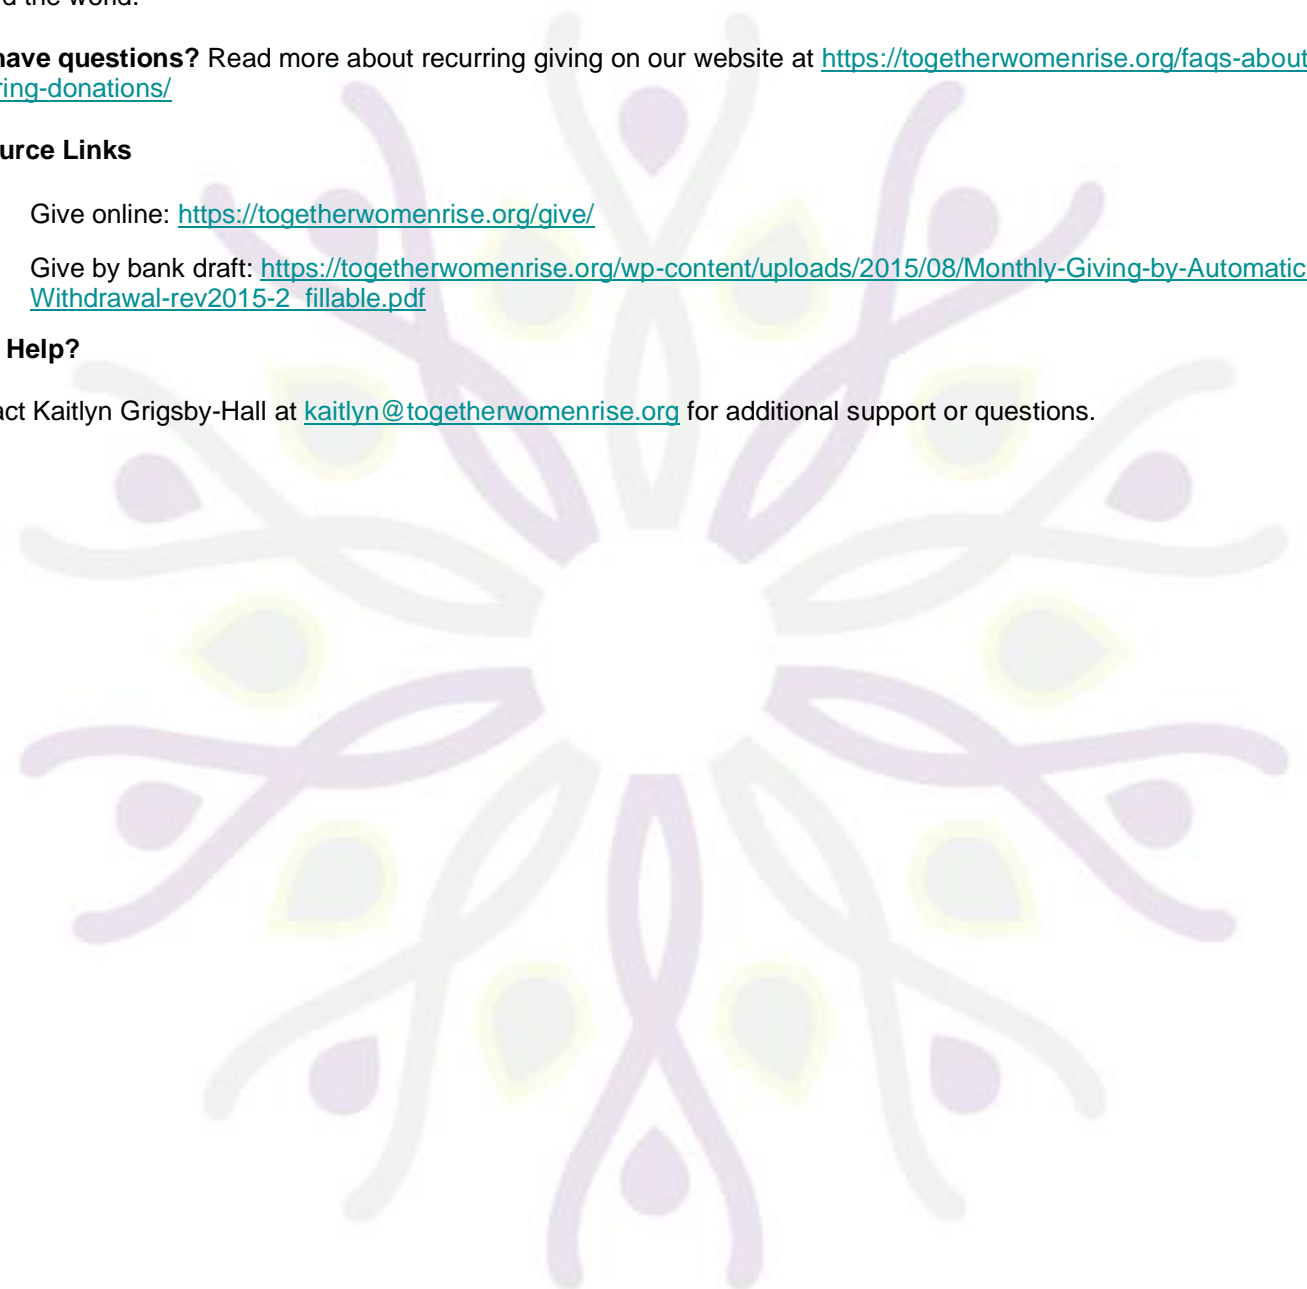 d the world.
have questions? Read more about recurring giving on our website at https://togetherwomenrise.org/faqs-about
ring-donations/
urce Links
Give online: https://togetherwomenrise.org/give/
Give by bank draft: https://togetherwomenrise.org/wp-content/uploads/2015/08/Monthly-Giving-by-Automatic
Withdrawal-rev2015-2_fillable.pdf
Help?
act Kaitlyn Grigsby-Hall at kaitlyn@togetherwomenrise.org for additional support or questions.